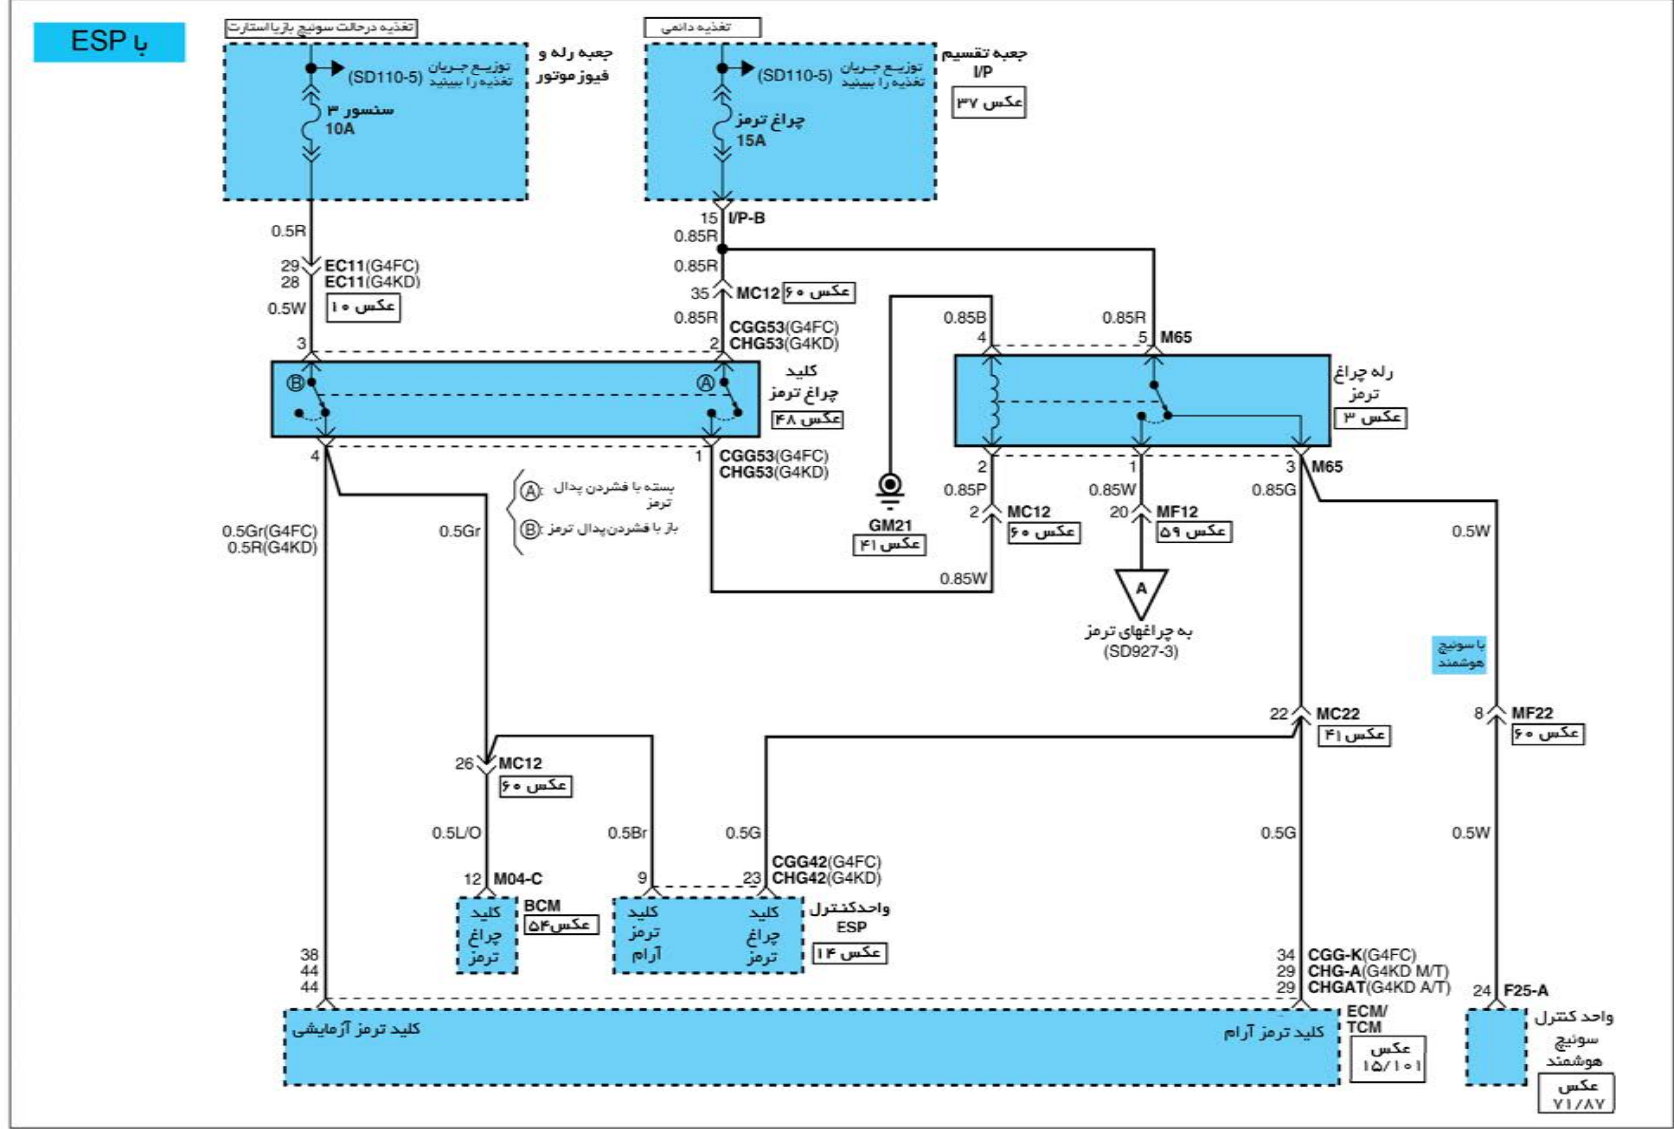 با ESP
تغذیه درحالت سوئیچ بازیا استارت
تغذیه دائمی
توزیـع جـریان
تغذیه را ببینید
(SD110-5)
سنسور ۳
10A
جعبه رله و
فیوز موتور
توزیـع جـریان
تغذیه را ببینید
(SD110-5)
چراغ ترمز
15A
جعبه تقسیم
I/P
عکس ۳۷
15 I/P-B
0.5R
0.85R
0.85R
29 EC11(G4FC)
28 EC11(G4KD)
عکس ۱۰
0.5W
35 MC12 عکس ۶۰
0.85R
CGG53(G4FC)
CHG53(G4KD)
3
2
0.85B
4
0.85R
5 M65
B
A
کلید
چراغ ترمز
عکس ۴۸
رله چراغ
ترمز
عکس ۳
4
1
CGG53(G4FC)
CHG53(G4KD)
2
1
3 M65
A: بسته با فشردن پدال
ترمز
B: باز با فشردن پدال ترمز
0.85P
0.85W
0.85G
2 MC12
عکس ۶۰
20 MF12
عکس ۵۹
GM21
عکس ۴۱
0.5Gr(G4FC)
0.5R(G4KD)
0.5Gr
0.5W
0.85W
A
به چراغهای ترمز
(SD927-3)
با سوئیچ
هوشمند
22 MC22
عکس ۴۱
8 MF22
عکس ۶۰
26 MC12
عکس ۶۰
0.5L/O
0.5Br
0.5G
0.5G
0.5W
12 M04-C
9
23
CGG42(G4FC)
CHG42(G4KD)
کلید
چراغ
ترمز
BCM
عکس۵۴
کلید
ترمز
آرام
کلید
چراغ
ترمز
واحدکنترل
ESP
عکس ۱۴
38
44
44
34 CGG-K(G4FC)
29 CHG-A(G4KD M/T)
29 CHGAT(G4KD A/T)
24 F25-A
کلید ترمز آزمایشی
کلید ترمز آرام
ECM/
TCM
عکس
۱۵/۱۰۱
واحد کنترل
سوئیچ
هوشمند
عکس
۷۱/۸۷